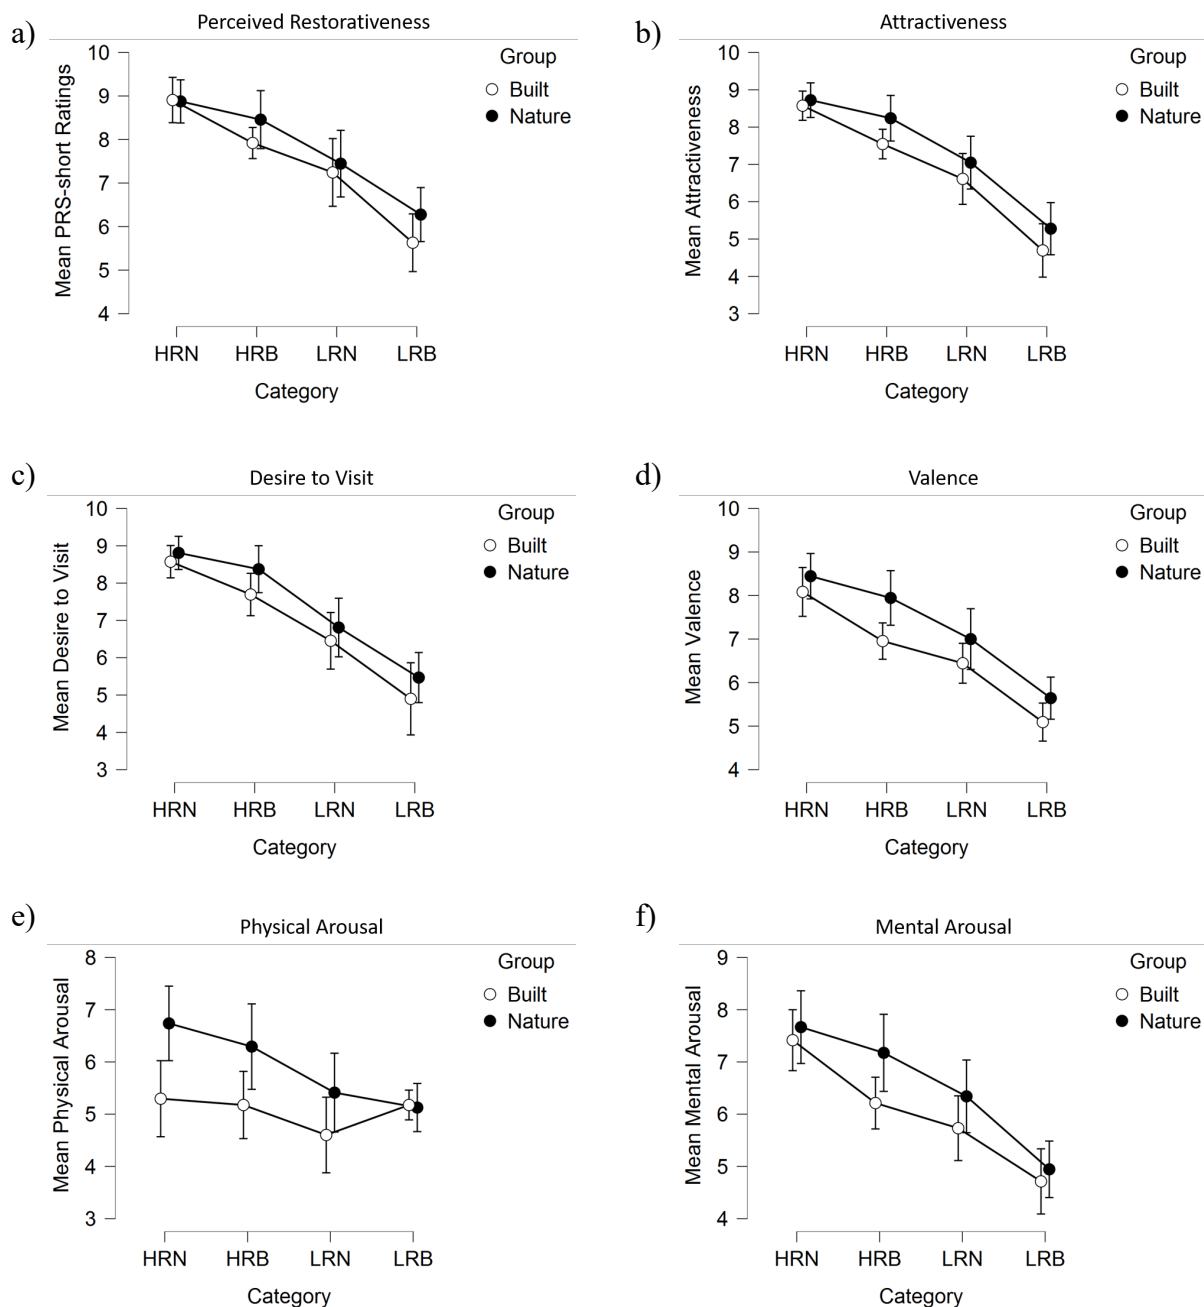 a)
Perceived Restorativeness
Mean PRS-short Ratings
10
9
8
7
6
5
4
HRN HRB LRN LRB
Category
Group
Built
Nature
b)
Attractiveness
Mean Attractiveness
10
9
8
7
6
5
4
3
HRN HRB LRN LRB
Category
Group
Built
Nature
c)
Desire to Visit
Mean Desire to Visit
10
9
8
7
6
5
4
3
HRN HRB LRN LRB
Category
Group
Built
Nature
d)
Valence
Mean Valence
10
9
8
7
6
5
4
HRN HRB LRN LRB
Category
Group
Built
Nature
e)
Physical Arousal
Mean Physical Arousal
8
7
6
5
4
3
HRN HRB LRN LRB
Category
Group
Built
Nature
f)
Mental Arousal
Mean Mental Arousal
9
8
7
6
5
4
HRN HRB LRN LRB
Category
Group
Built
Nature